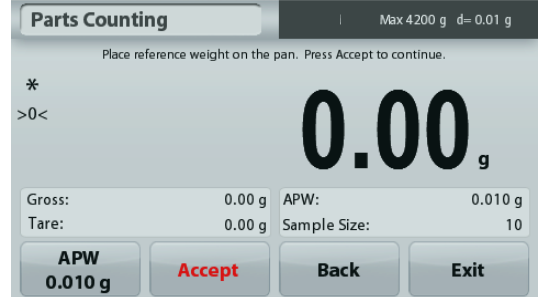 Parts Counting
Max 4200 g d= 0.01 g
Place reference weight on the pan. Press Accept to continue.
*
>0<
0.00 g
Gross: 0.00 g APW: 0.010 g
Tare: 0.00 g Sample Size: 10
APW
0.010 g
Accept
Back
Exit